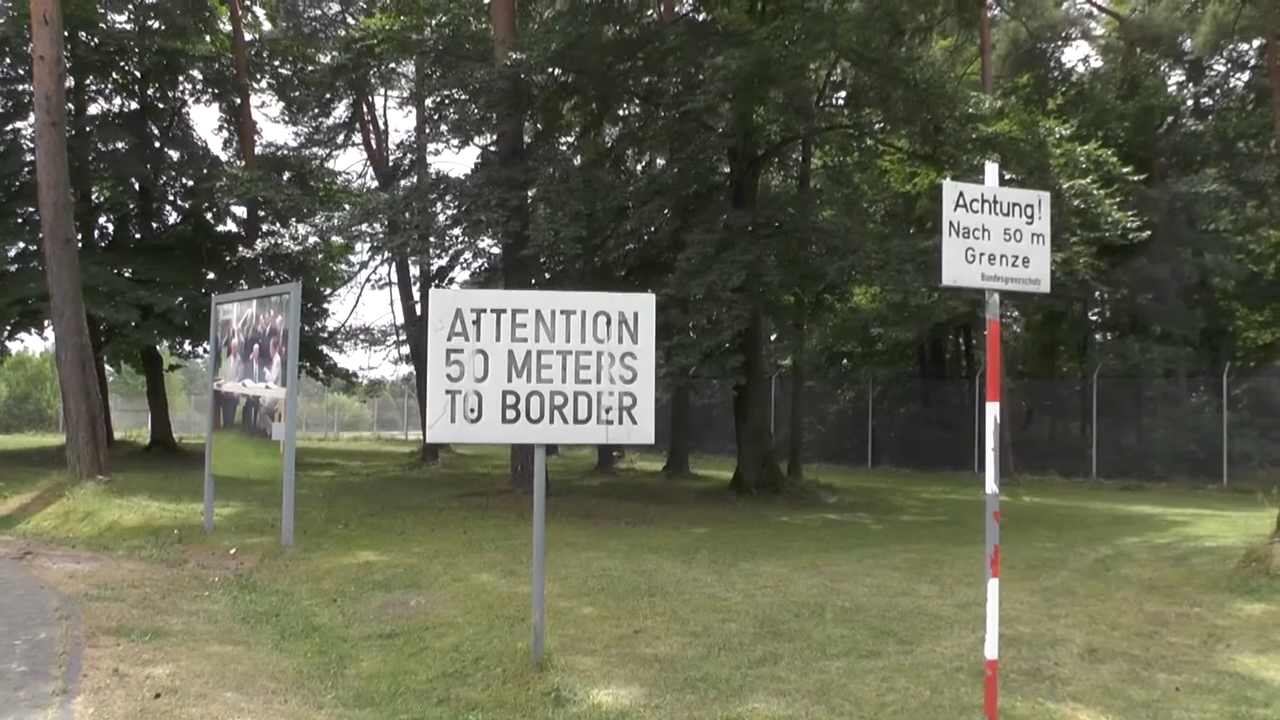 ATTENTION
50 METERS
TO BORDER
Achtung!
Nach 50 m
Grenze
Bundesgrenzschutz